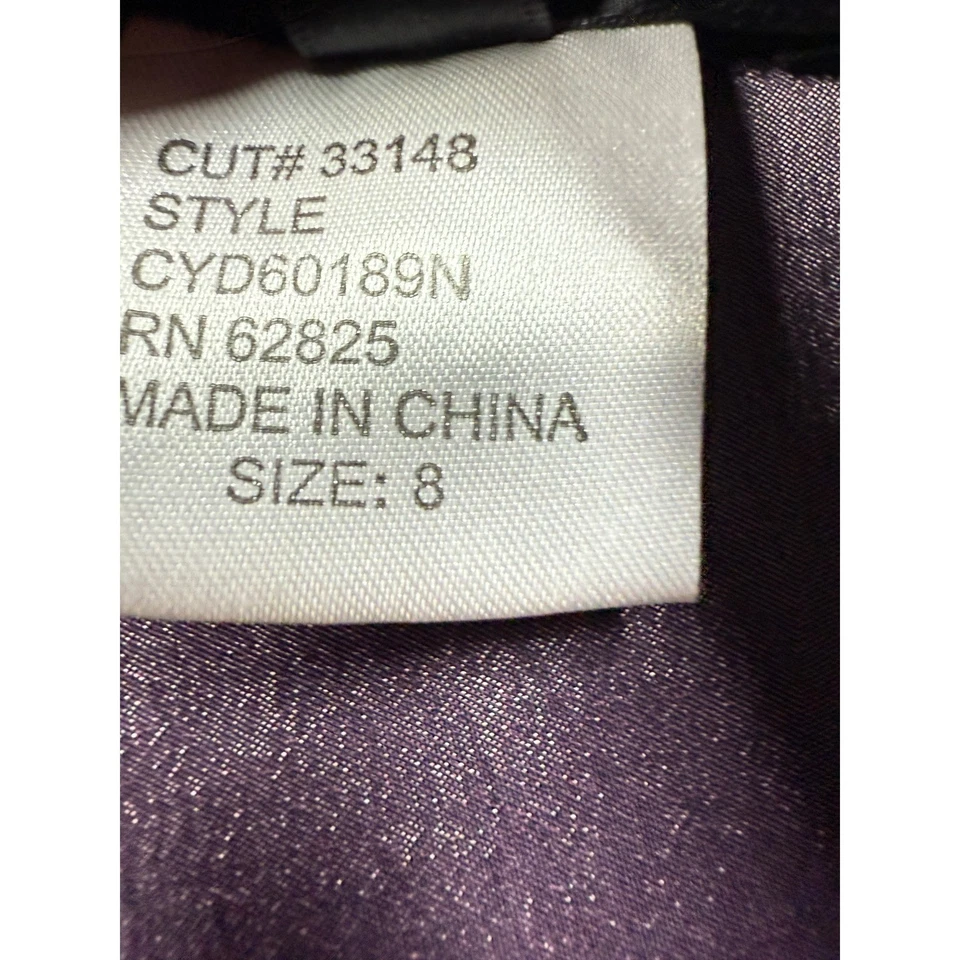 CUT# 33148
STYLE
CYD60189N
RN 62825
MADE IN CHINA
SIZE: 8